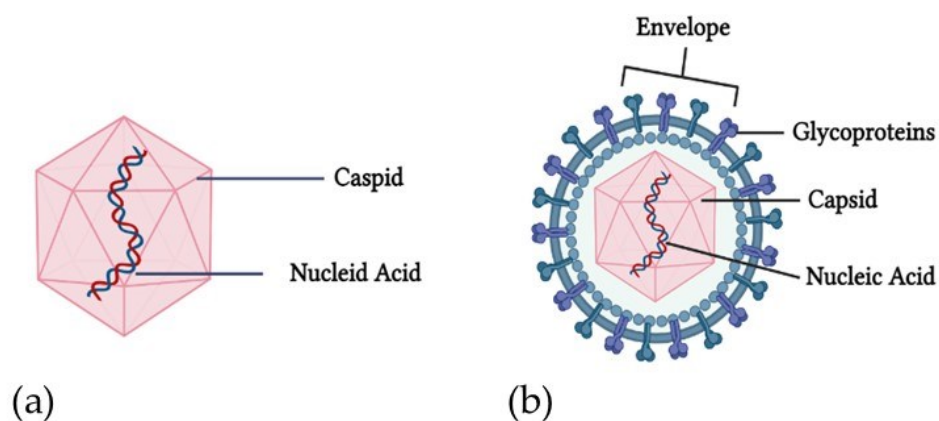 Caspid
Nucleid Acid
(a)
Envelope
Glycoproteins
Capsid
Nucleic Acid
(b)